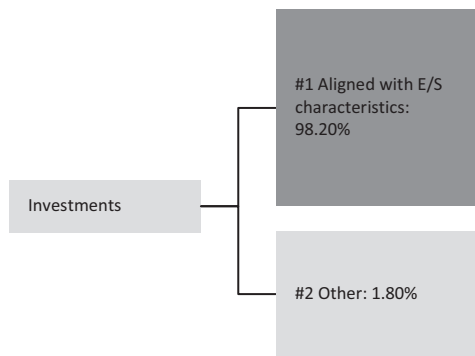 #1 Aligned with E/S
characteristics:
98.20%
Investments
#2 Other: 1.80%